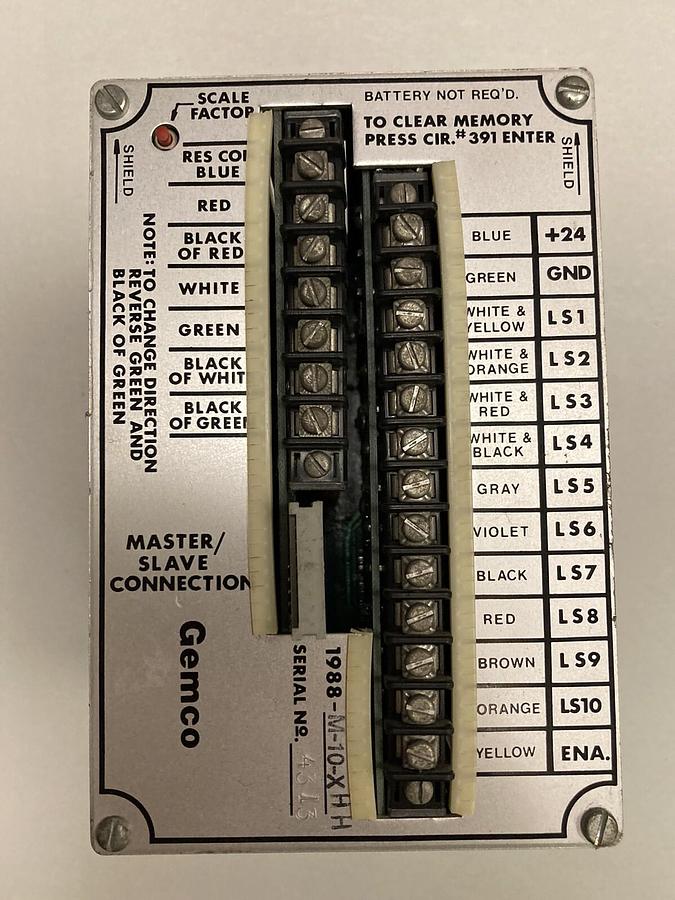 SCALE
FACTOR
BATTERY NOT REQ'D.
TO CLEAR MEMORY
PRESS CIR.# 391 ENTER
SHIELD
SHIELD
RES CO
BLUE
RED
BLACK
OF RED
WHITE
GREEN
BLACK
OF WHIT
BLACK
OF GREEN
NOTE: TO CHANGE DIRECTION
REVERSE GREEN AND
BLACK OF GREEN
BLUE +24
GREEN GND
WHITE &
YELLOW LS1
WHITE &
ORANGE LS2
WHITE &
RED LS3
WHITE &
BLACK LS4
GRAY LS5
VIOLET LS6
BLACK LS7
RED LS8
BROWN LS9
ORANGE LS10
YELLOW ENA.
MASTER/
SLAVE
CONNECTION
Gemco
1988-M-10-XHH
SERIAL No. 4313